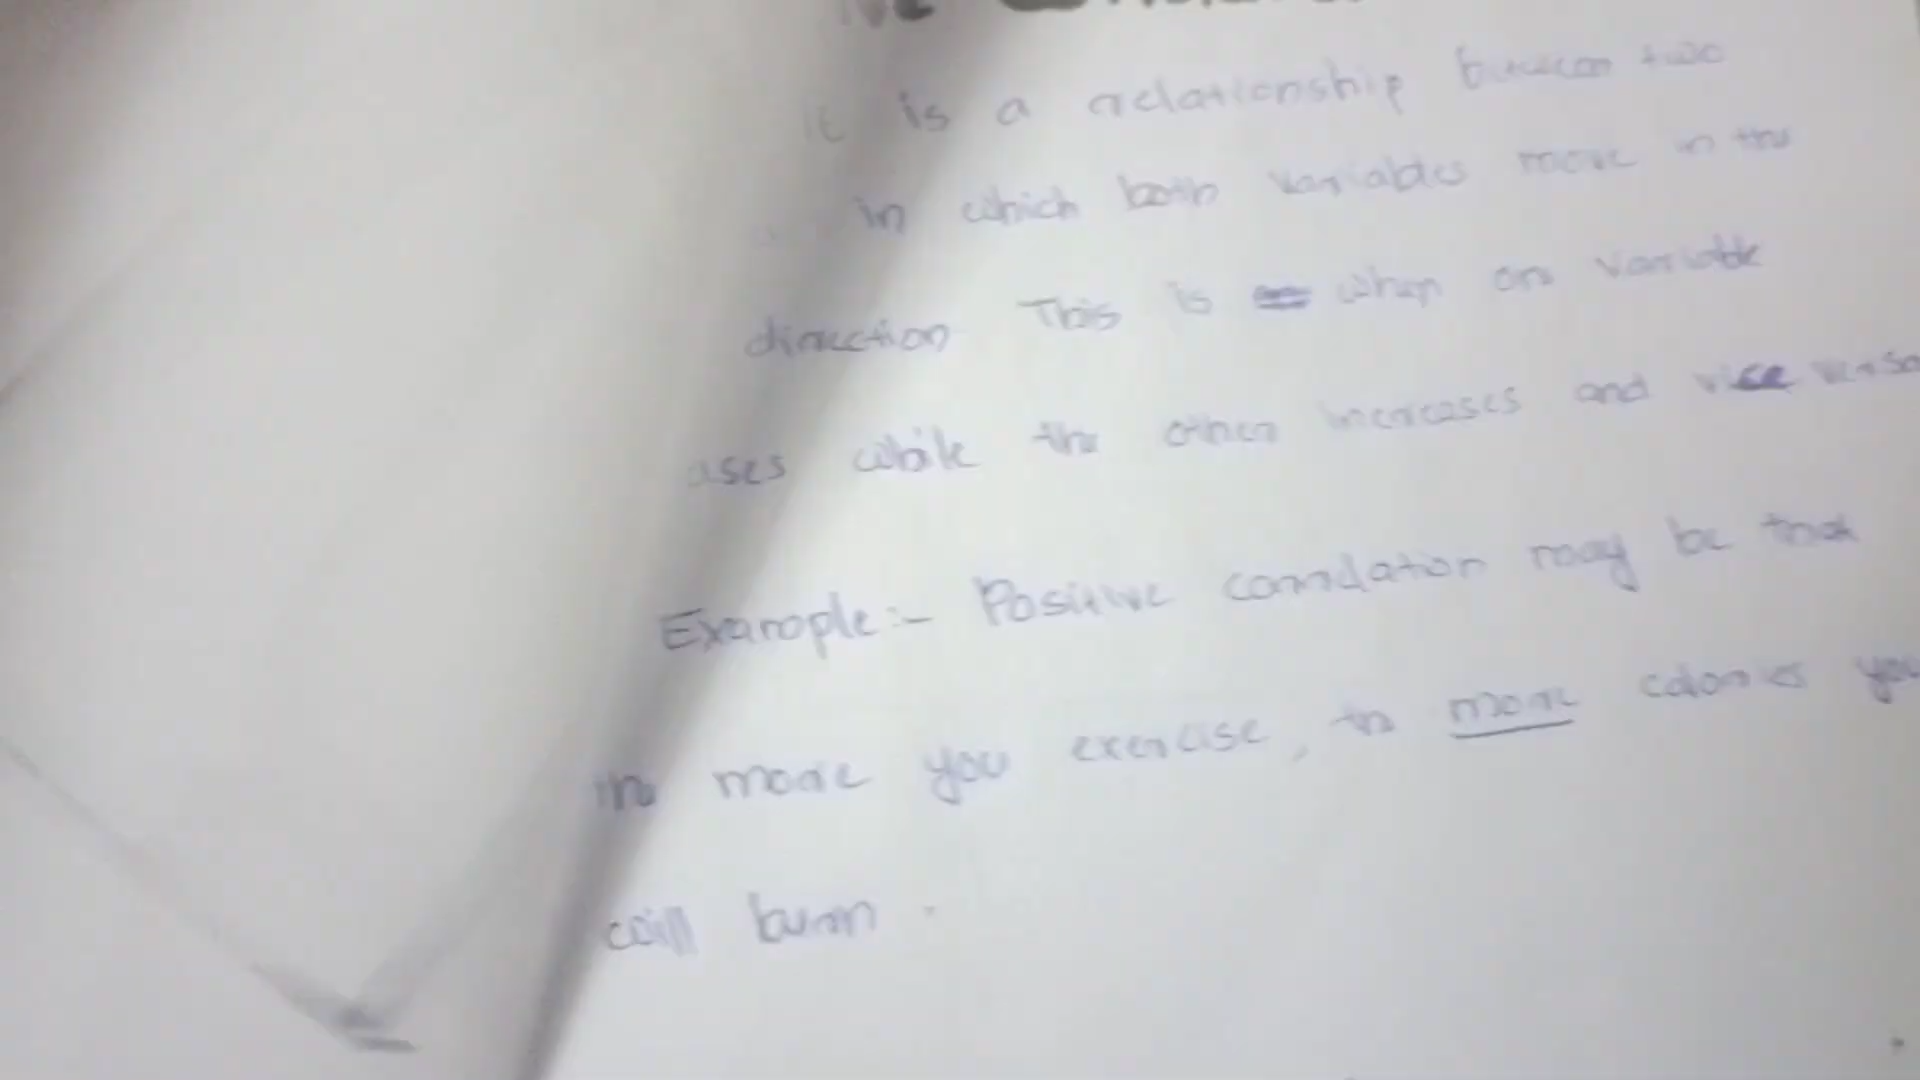 It is a relationship between two
in which both variables move in the
direction This is when on variable
ases while the other increases and vice versa
Example:- Positive correlation may be that
the more you exercise, the more calories you
will burn.